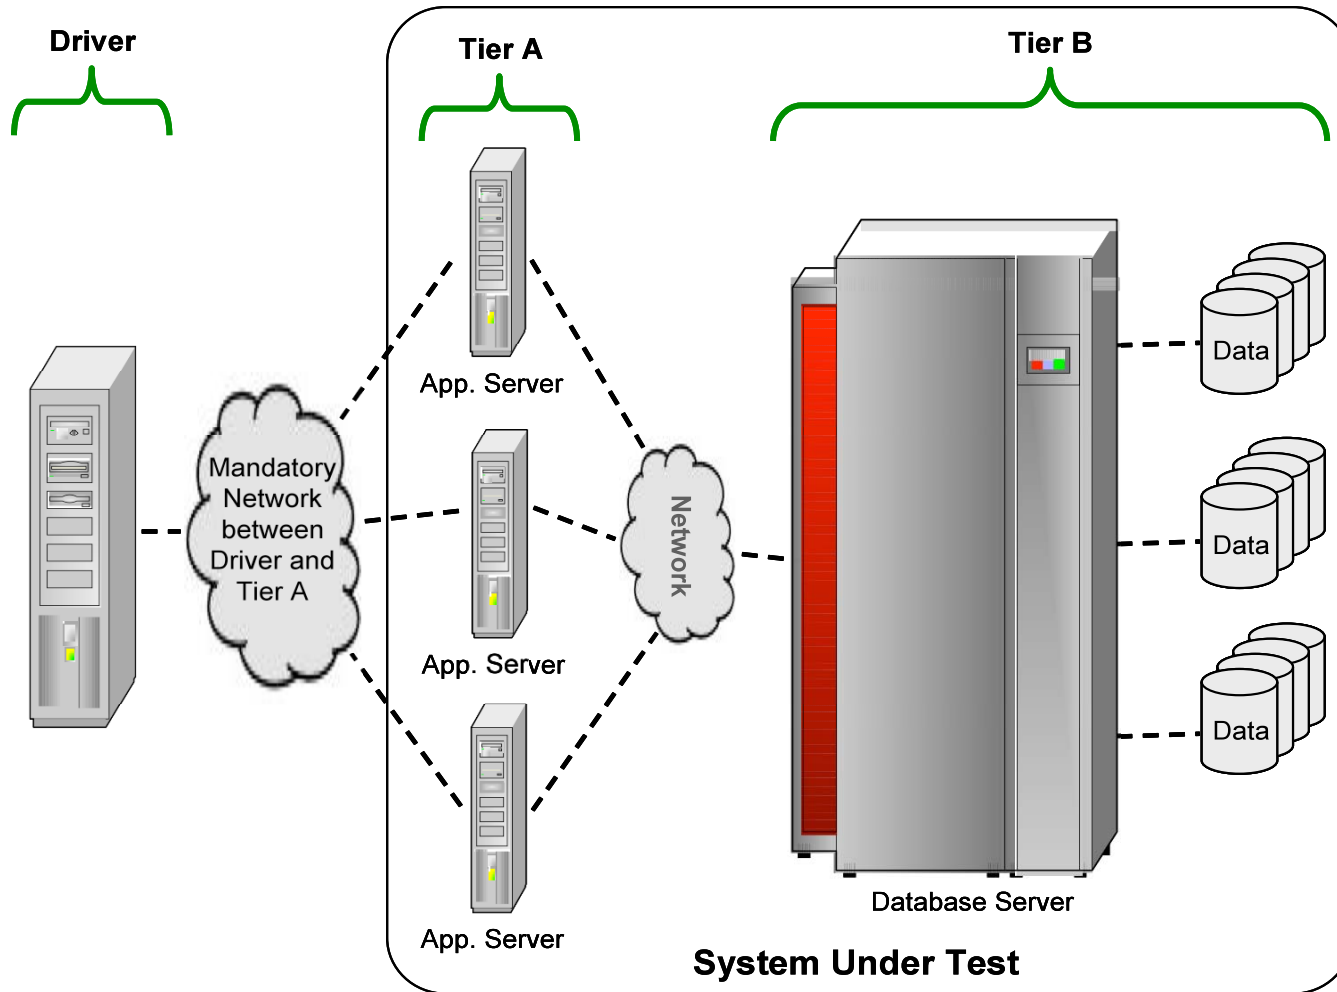 Driver
Tier A
Tier B
App. Server
Data
Mandatory
Network
between
Driver and
Tier A
Network
App. Server
Data
App. Server
Data
Database Server
System Under Test